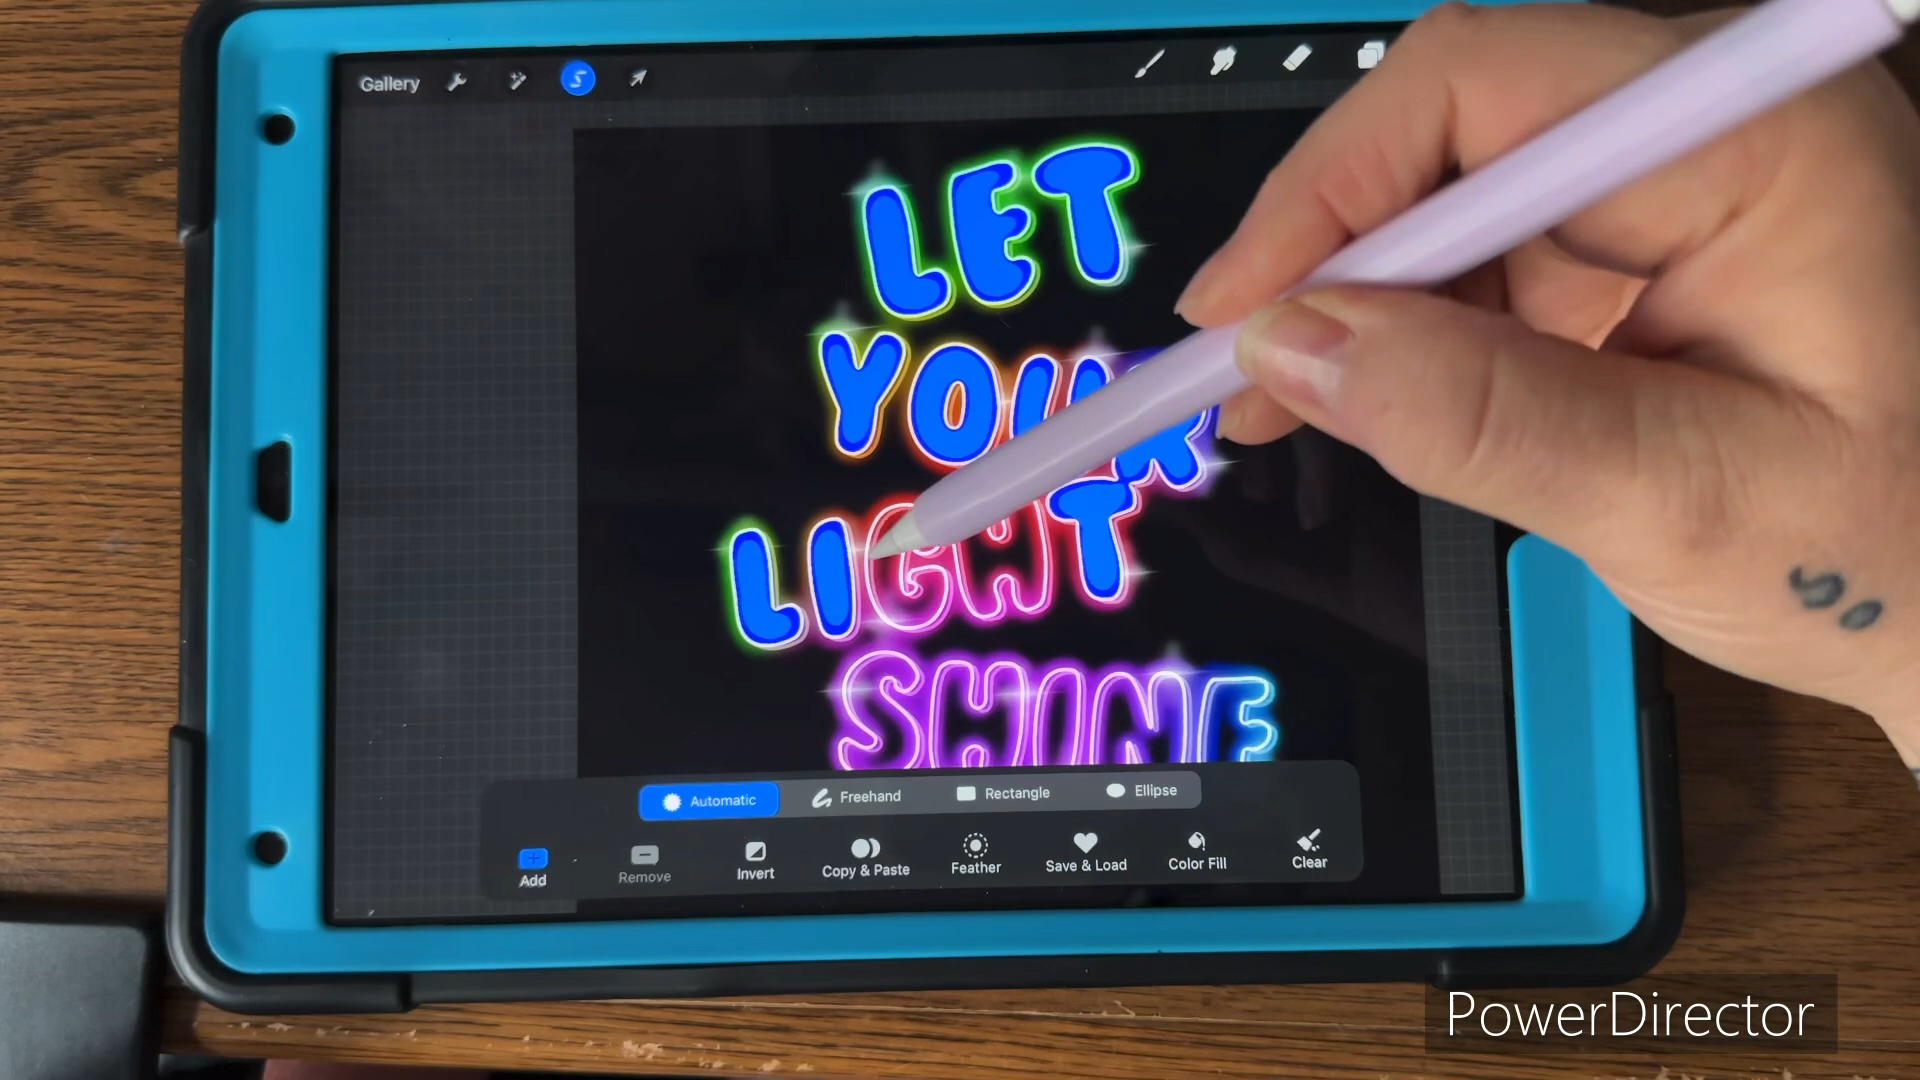 Gallery
LET
YOUR
LIGHT
SHINE
Automatic Freehand Rectangle Ellipse
Add Remove Invert Copy & Paste Feather Save & Load Color Fill Clear
PowerDirector